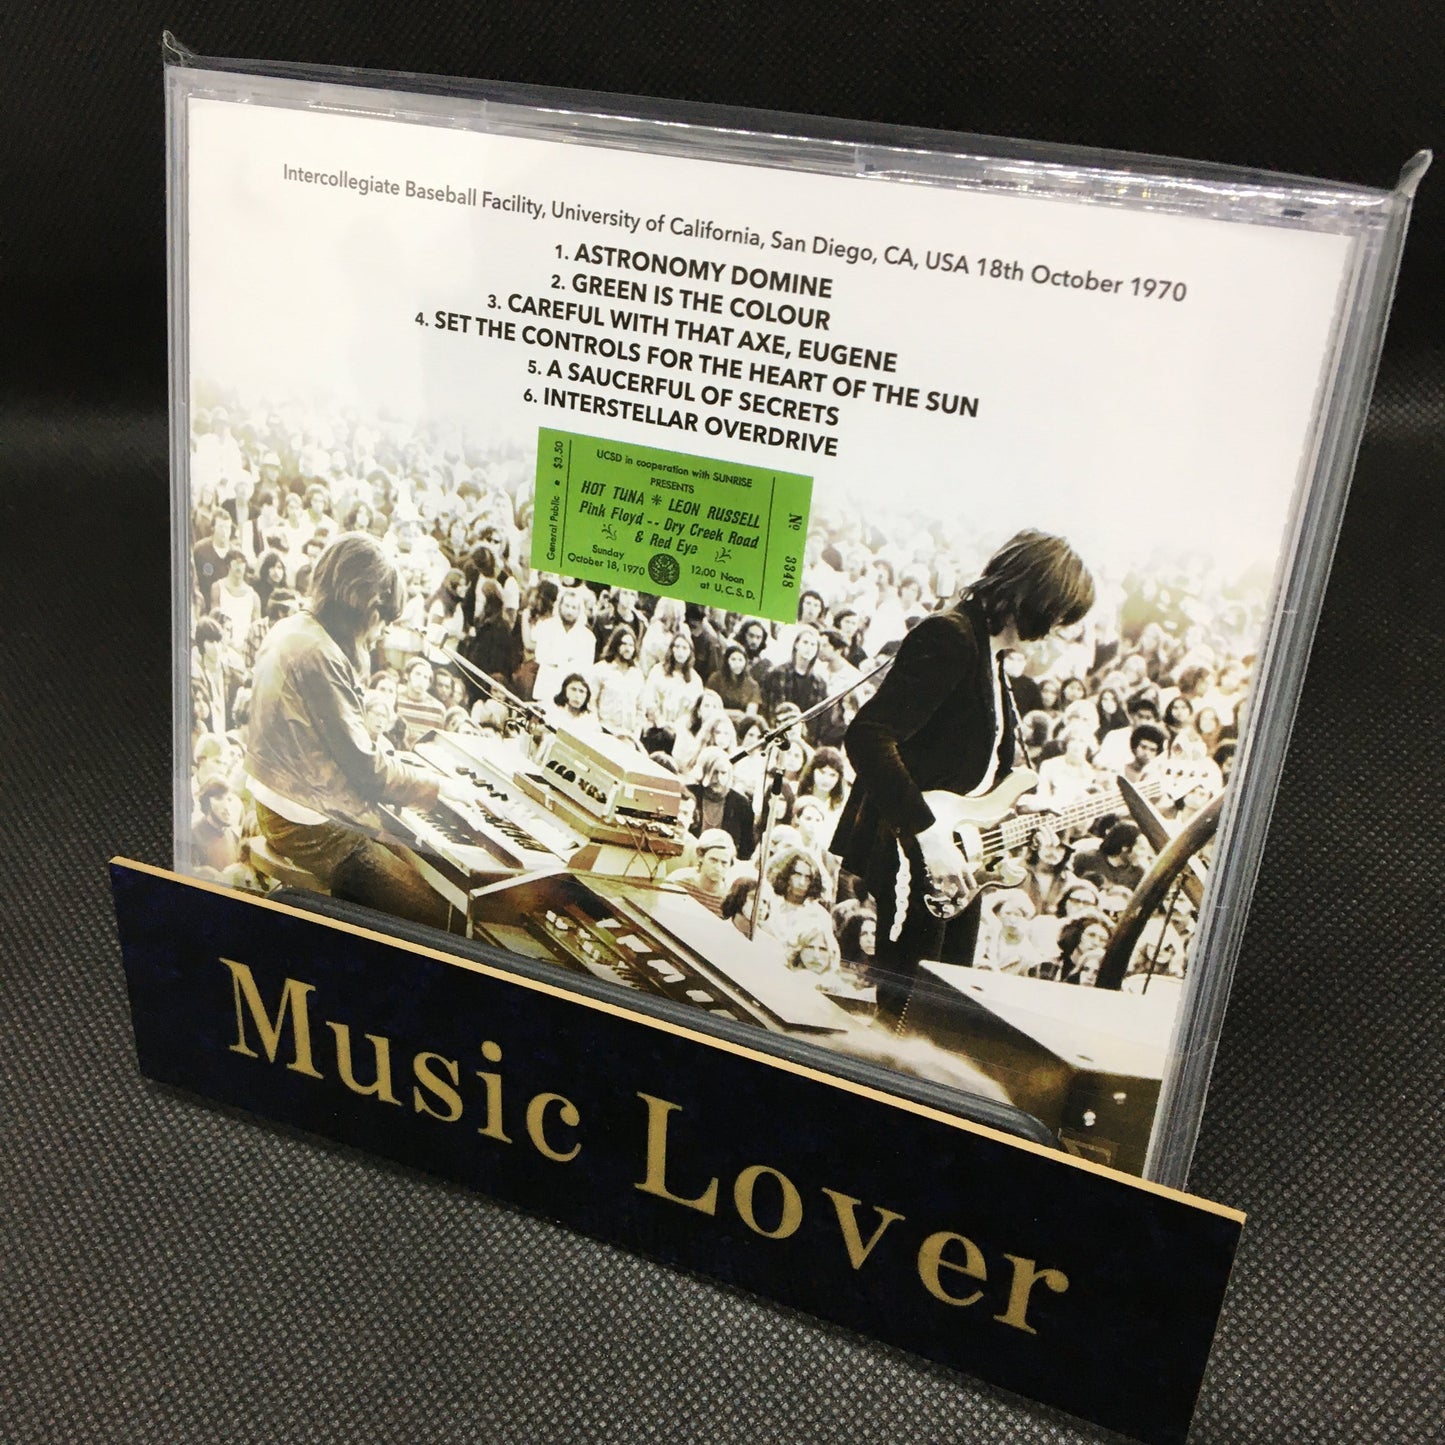 Intercollegiate Baseball Facility, University of California, San Diego, CA, USA 18th October 1970
1. ASTRONOMY DOMINE
2. GREEN IS THE COLOUR
3. CAREFUL WITH THAT AXE, EUGENE
4. SET THE CONTROLS FOR THE HEART OF THE SUN
5. A SAUCERFUL OF SECRETS
6. INTERSTELLAR OVERDRIVE
General Public • $3.50
UCSD in cooperation with SUNRISE
PRESENTS
HOT TUNA * LEON RUSSELL
Pink Floyd -- Dry Creek Road
& Red Eye
Sunday
October 18, 1970
12:00 Noon
at U.C.S.D.
No 3348
Music Lover